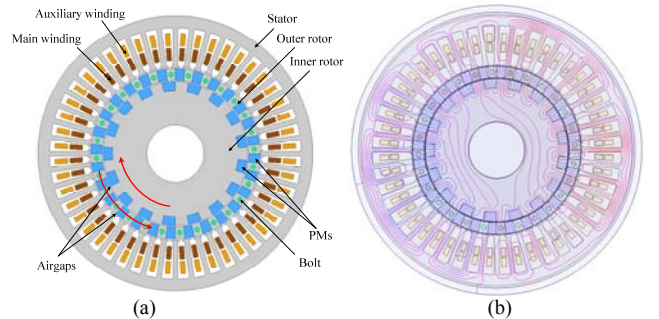 Auxiliary winding
Main winding
Stator
Outer rotor
Inner rotor
Airgaps
PMs
Bolt
(a)
(b)